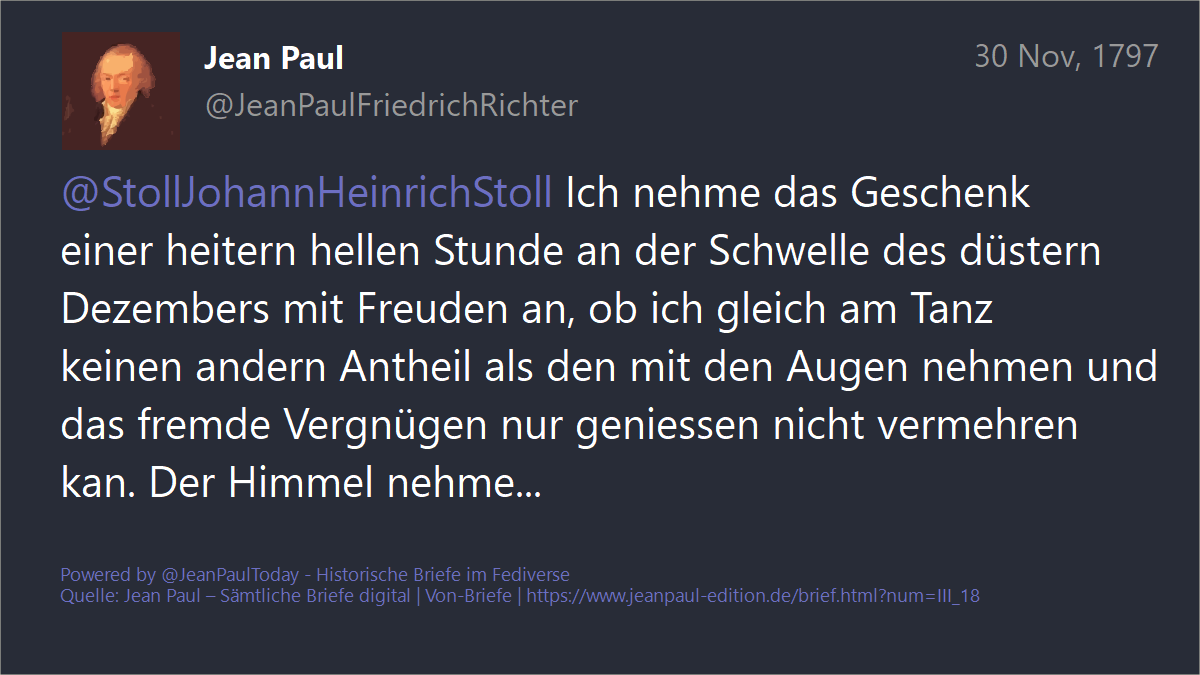 Jean Paul
30 Nov, 1797
@JeanPaulFriedrichRichter
@StollJohannHeinrichStoll Ich nehme das Geschenk
einer heitern hellen Stunde an der Schwelle des düstern
Dezembers mit Freuden an, ob ich gleich am Tanz
keinen andern Antheil als den mit den Augen nehmen und
das fremde Vergnügen nur geniessen nicht vermehren
kan. Der Himmel nehme...
Powered by @JeanPaulToday - Historische Briefe im Fediverse
Quelle: Jean Paul – Sämtliche Briefe digital | Von-Briefe | https://www.jeanpaul-edition.de/brief.html?num=III_18